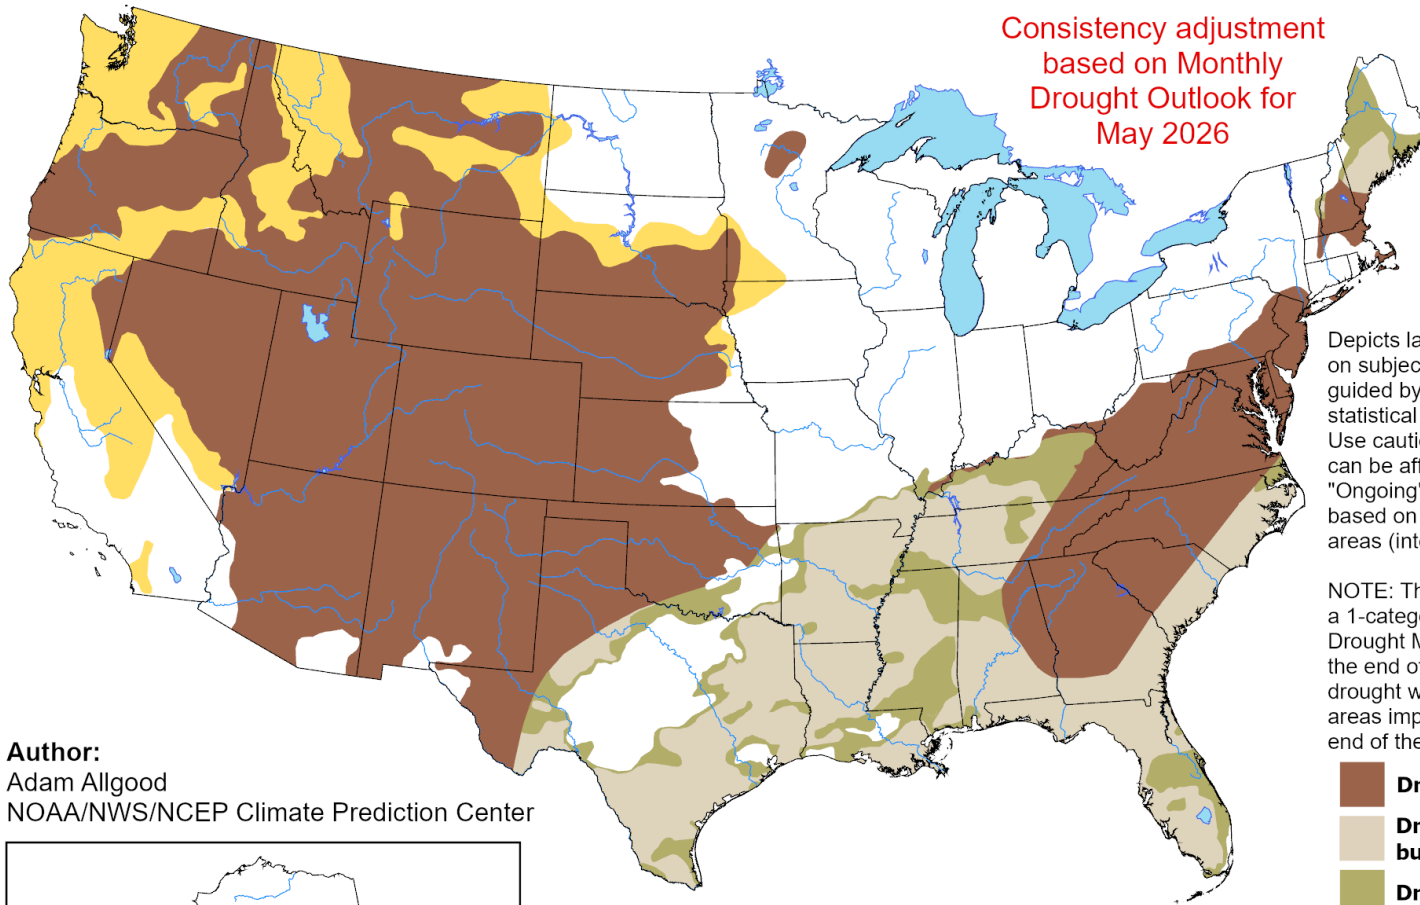 Consistency adjustment
based on Monthly
Drought Outlook for
May 2026
Depicts la
on subjec
guided by
statistical
Use cauti
can be aff
"Ongoing"
based on
areas (int
NOTE: Th
a 1-categ
Drought M
the end of
drought w
areas imp
end of the
Author:
Adam Allgood
NOAA/NWS/NCEP Climate Prediction Center
Dr
Dr
bu
Dr